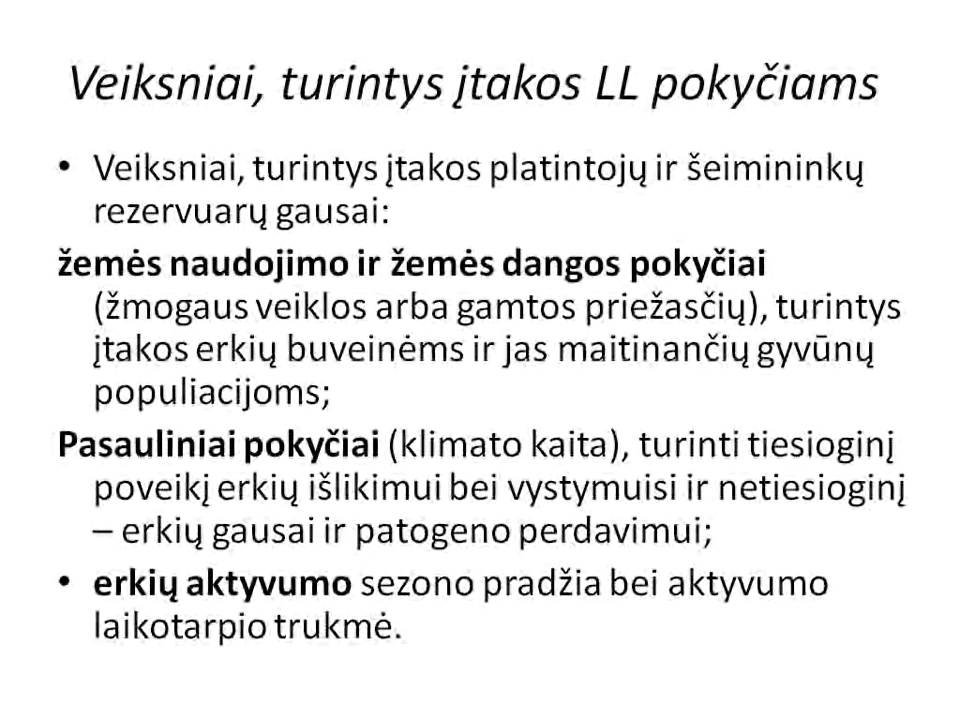 Veiksniai, turintys įtakos LL pokyčiams
• Veiksniai, turintys įtakos platintojų ir šeimininkų
rezervuarų gausai:
žemės naudojimo ir žemės dangos pokyčiai
(žmogaus veiklos arba gamtos priežasčių), turintys
įtakos erkių buveinėms ir jas maitinančių gyvūnų
populiacijoms;
Pasauliniai pokyčiai (klimato kaita), turinti tiesioginį
poveikį erkių išlikimui bei vystymuisi ir netiesioginį
– erkių gausai ir patogeno perdavimui;
• erkių aktyvumo sezono pradžia bei aktyvumo
laikotarpio trukmė.